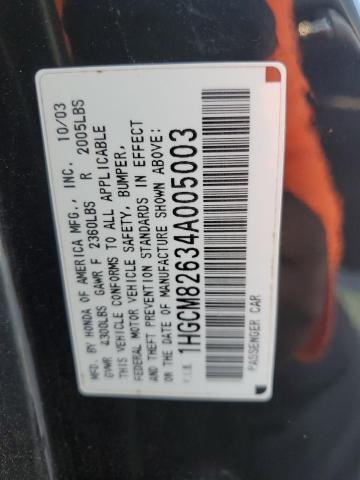 MFD. BY HONDA OF AMERICA MFG., INC. 10/03
GVWR 4300LBS GAWR F 2360LBS R 2005LBS
THIS VEHICLE CONFORMS TO ALL APPLICABLE
FEDERAL MOTOR VEHICLE SAFETY, BUMPER,
AND THEFT PREVENTION STANDARDS IN EFFECT
ON THE DATE OF MANUFACTURE SHOWN ABOVE:
1HGCM82634A005003
V.I.N. PASSENGER CAR